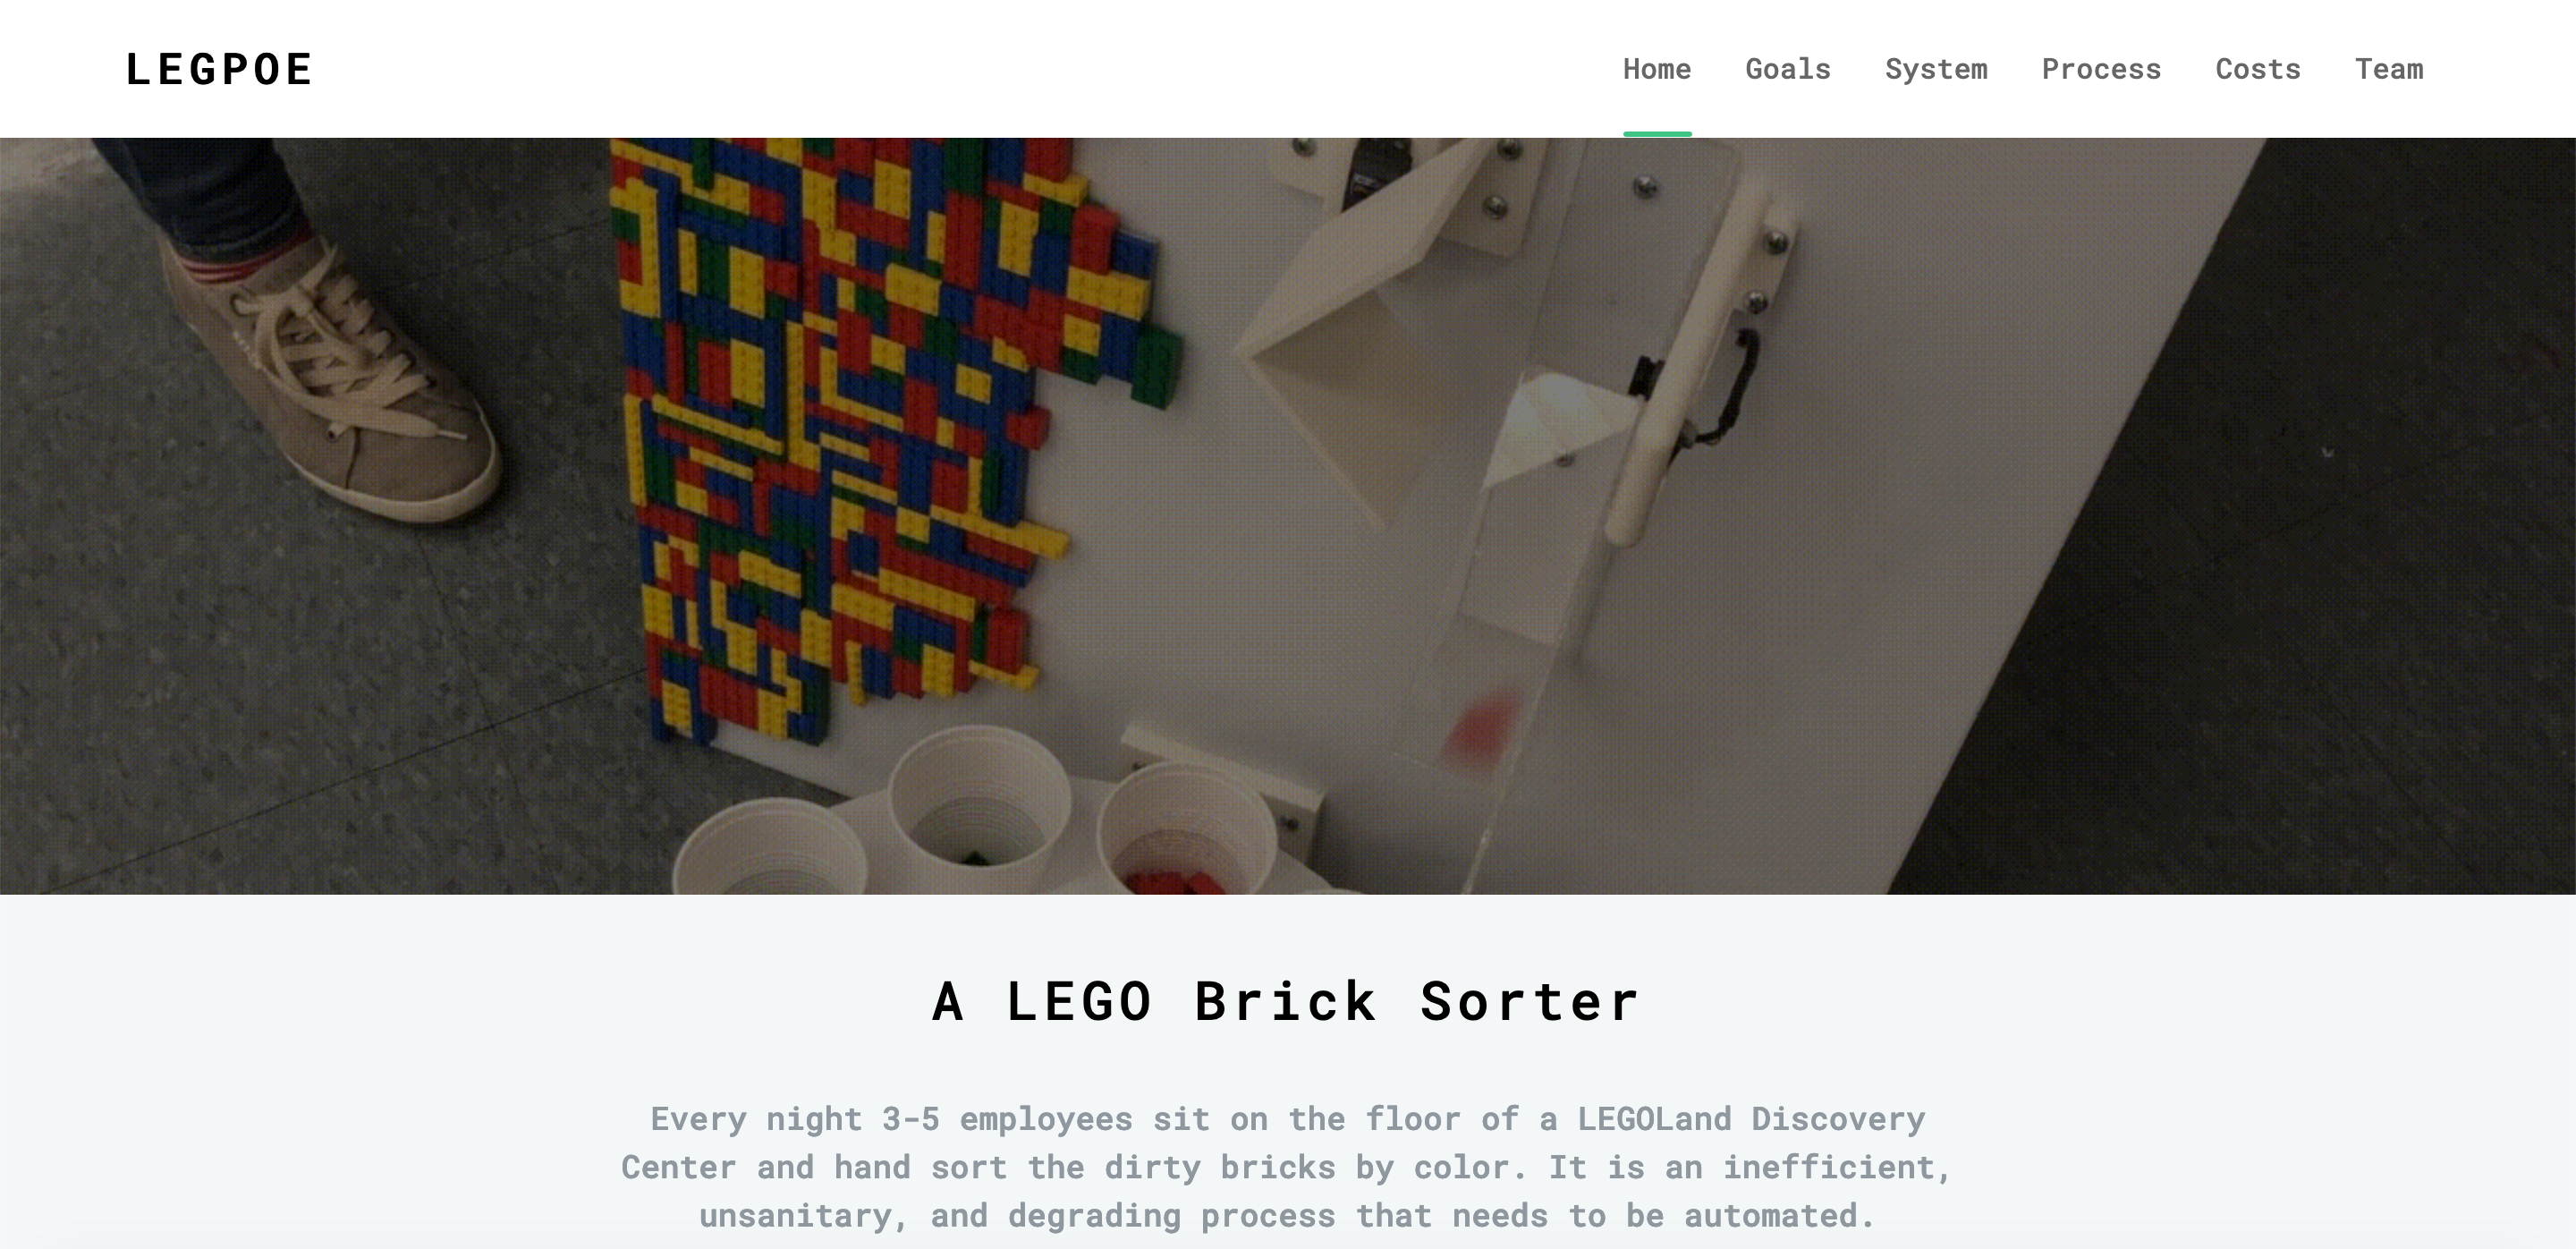 LEGPOE
Home Goals System Process Costs Team
A LEGO Brick Sorter
Every night 3-5 employees sit on the floor of a LEGOLand Discovery
Center and hand sort the dirty bricks by color. It is an inefficient,
unsanitary, and degrading process that needs to be automated.